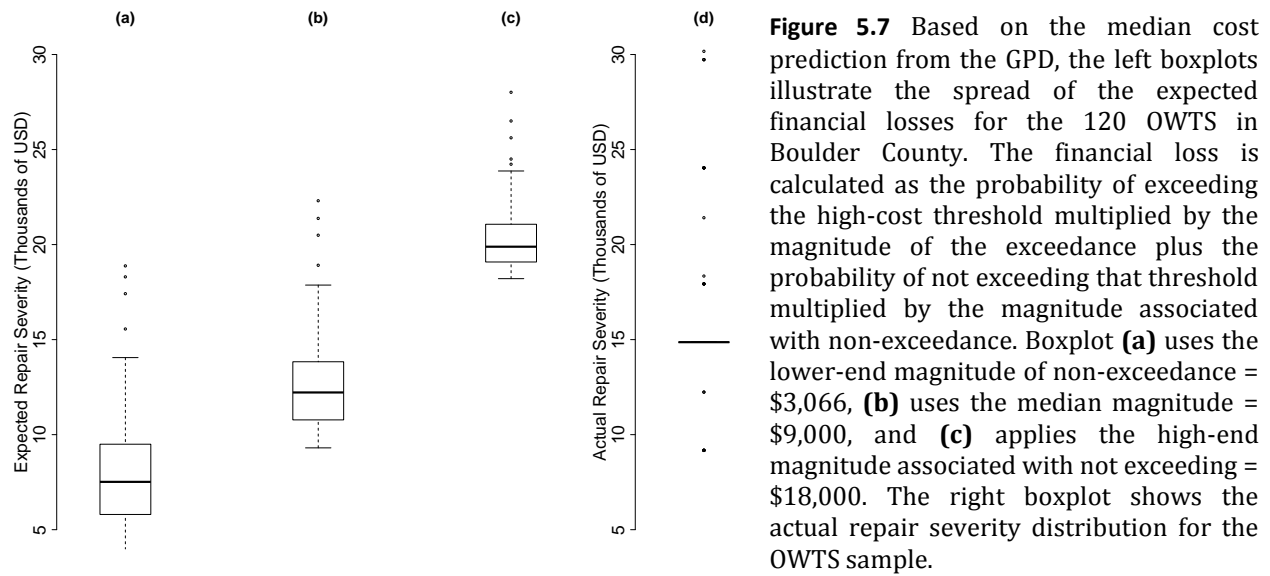 (a)
(b)
(c)
(d)
Expected Repair Severity (Thousands of USD)
30
25
20
15
10
5
Actual Repair Severity (Thousands of USD)
30
25
20
15
10
5
Figure 5.7 Based on the median cost
prediction from the GPD, the left boxplots
illustrate the spread of the expected
financial losses for the 120 OWTS in
Boulder County. The financial loss is
calculated as the probability of exceeding
the high-cost threshold multiplied by the
magnitude of the exceedance plus the
probability of not exceeding that threshold
multiplied by the magnitude associated
with non-exceedance. Boxplot (a) uses the
lower-end magnitude of non-exceedance =
$3,066, (b) uses the median magnitude =
$9,000, and (c) applies the high-end
magnitude associated with not exceeding =
$18,000. The right boxplot shows the
actual repair severity distribution for the
OWTS sample.